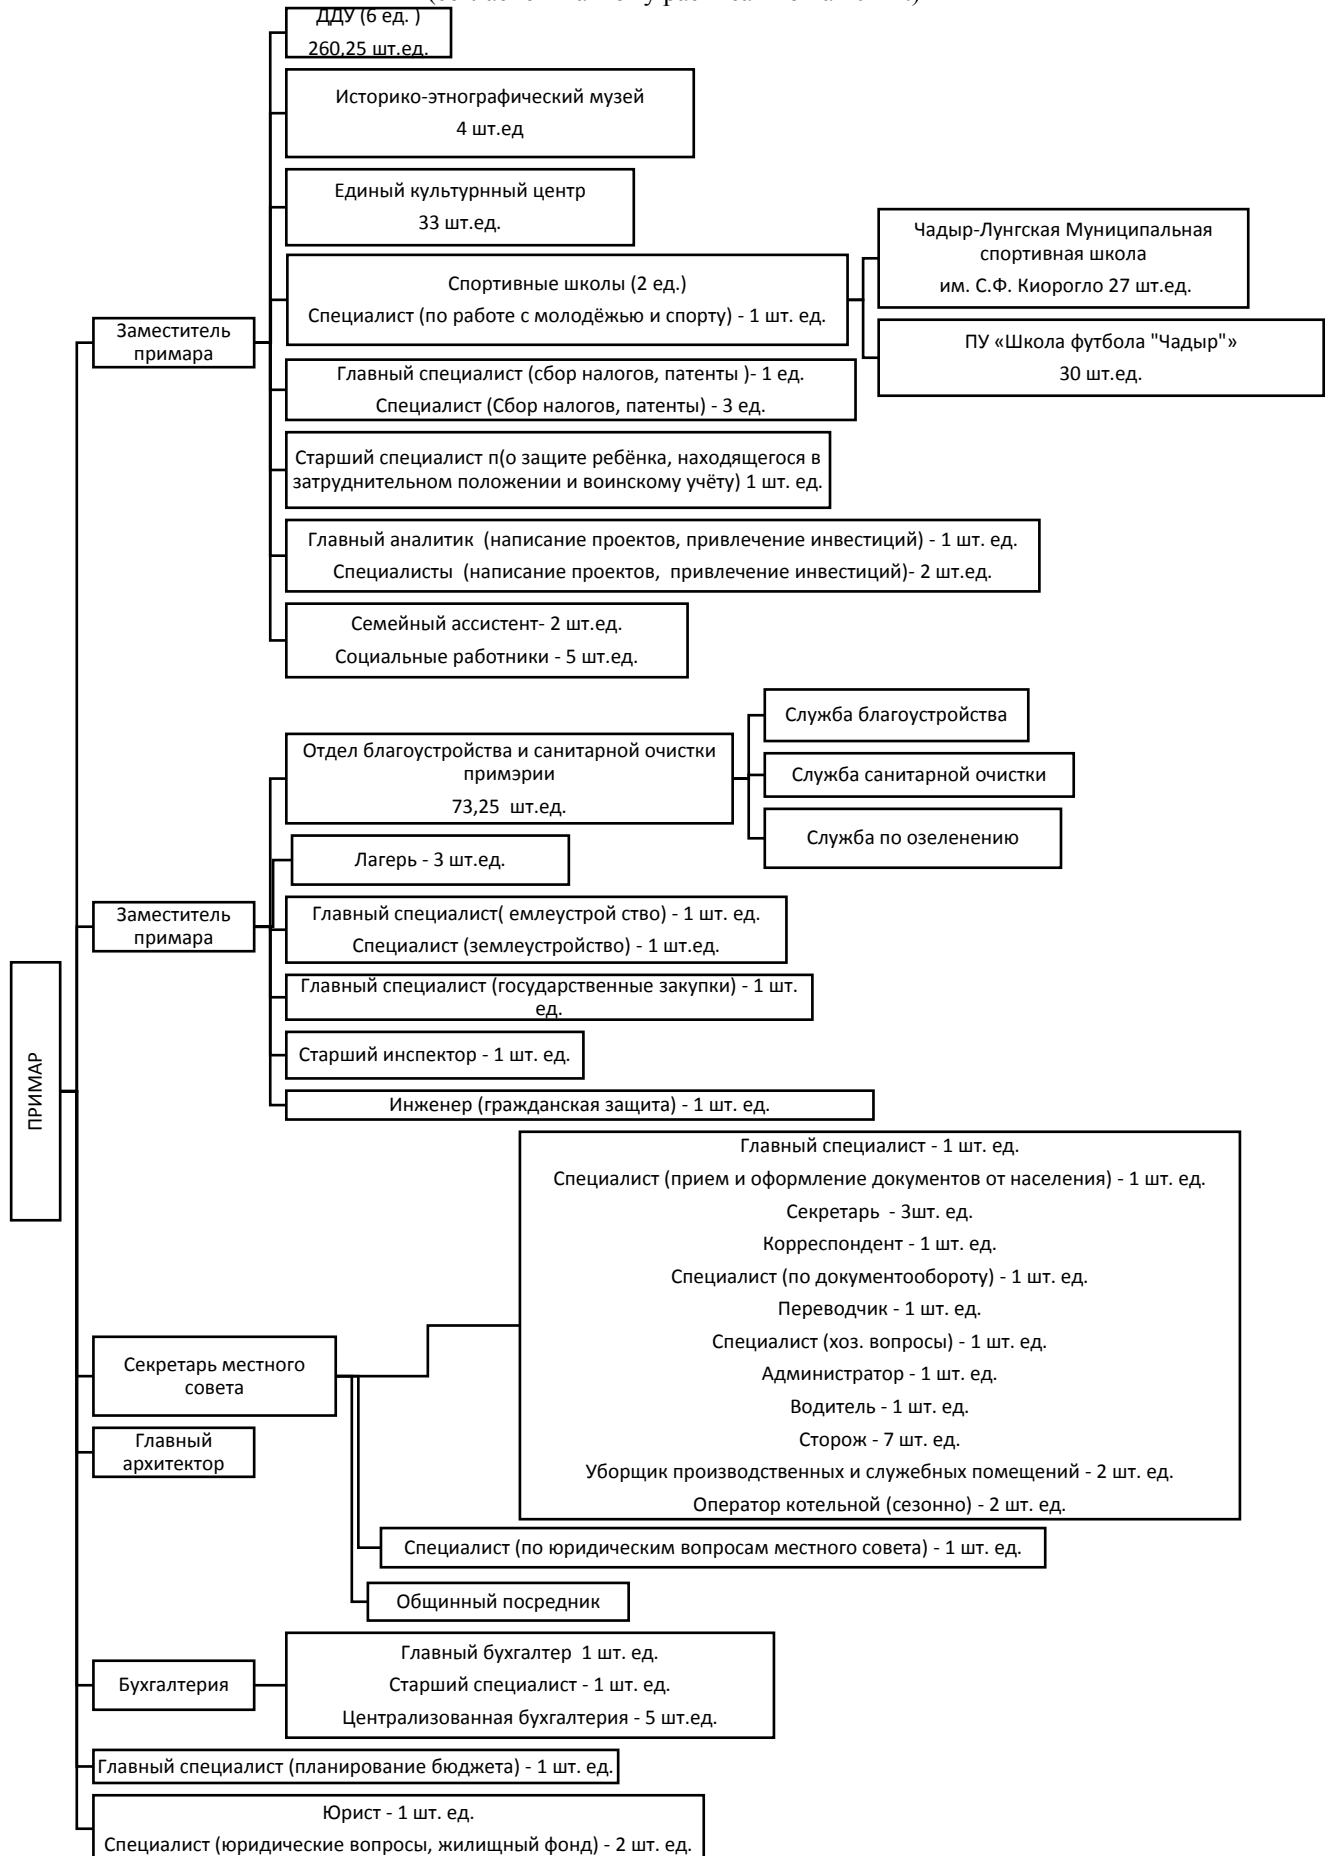 ДДУ (6 ед. )
260,25 шт.ед.
Историко-этнографический музей
4 шт.ед
Единый культурнный центр
33 шт.ед.
Спортивные школы (2 ед.)
Специалист (по работе с молодёжью и спорту) - 1 шт. ед.
Чадыр-Лунгская Муниципальная
спортивная школа
им. С.Ф. Киорогло 27 шт.ед.
ПУ «Школа футбола "Чадыр"»
30 шт.ед.
Заместитель
примара
Главный специалист (сбор налогов, патенты )- 1 ед.
Специалист (Сбор налогов, патенты) - 3 ед.
Старший специалист п(о защите ребёнка, находящегося в
затруднительном положении и воинскому учёту) 1 шт. ед.
Главный аналитик  (написание проектов, привлечение инвестиций) - 1 шт. ед.
Специалисты  (написание проектов,  привлечение инвестиций)- 2 шт.ед.
Семейный ассистент- 2 шт.ед.
Социальные работники - 5 шт.ед.
Отдел благоустройства и санитарной очистки
примэрии
73,25  шт.ед.
Служба благоустройства
Служба санитарной очистки
Служба по озеленению
Лагерь - 3 шт.ед.
Заместитель
примара
Главный специалист( емлеустрой ство) - 1 шт. ед.
Специалист (землеустройство) - 1 шт.ед.
Главный специалист (государственные закупки) - 1 шт.
ед.
Старший инспектор - 1 шт. ед.
Инженер (гражданская защита) - 1 шт. ед.
ПРИМАР
Главный специалист - 1 шт. ед.
Специалист (прием и оформление документов от населения) - 1 шт. ед.
Секретарь  - 3шт. ед.
Корреспондент - 1 шт. ед.
Специалист (по документообороту) - 1 шт. ед.
Переводчик - 1 шт. ед.
Специалист (хоз. вопросы) - 1 шт. ед.
Администратор - 1 шт. ед.
Водитель - 1 шт. ед.
Сторож - 7 шт. ед.
Уборщик производственных и служебных помещений - 2 шт. ед.
Оператор котельной (сезонно) - 2 шт. ед.
Секретарь местного
совета
Главный
архитектор
Специалист (по юридическим вопросам местного совета) - 1 шт. ед.
Общинный посредник
Бухгалтерия
Главный бухгалтер  1 шт. ед.
Старший специалист - 1 шт. ед.
Централизованная бухгалтерия - 5 шт.ед.
Главный специалист (планирование бюджета) - 1 шт. ед.
Юрист - 1 шт. ед.
Специалист (юридические вопросы, жилищный фонд) - 2 шт. ед.